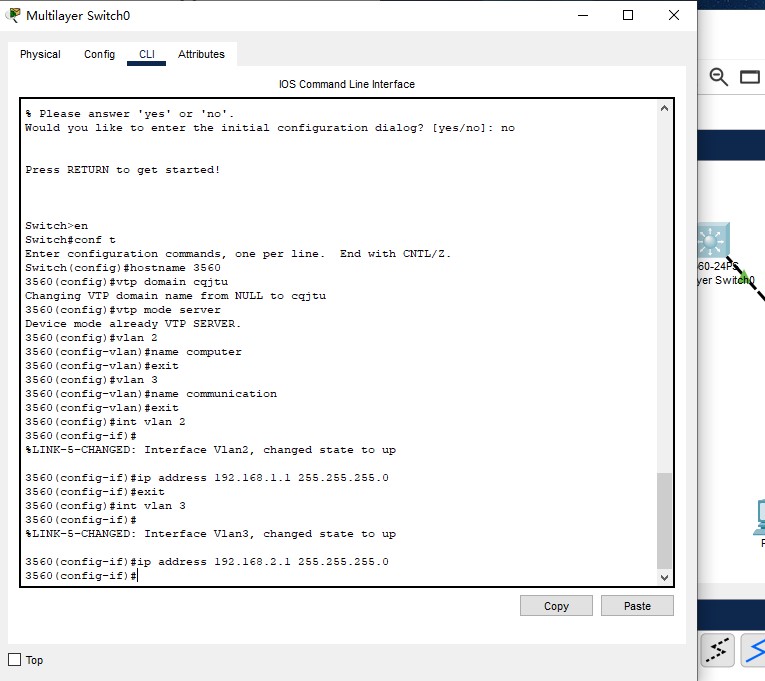 Multilayer Switch0
Physical Config CLI Attributes
IOS Command Line Interface
% Please answer 'yes' or 'no'.
Would you like to enter the initial configuration dialog? [yes/no]: no
Press RETURN to get started!
Switch>en
Switch#conf t
Enter configuration commands, one per line.  End with CNTL/Z.
Switch(config)#hostname 3560
3560(config)#vtp domain cqjtu
Changing VTP domain name from NULL to cqjtu
3560(config)#vtp mode server
Device mode already VTP SERVER.
3560(config)#vlan 2
3560(config-vlan)#name computer
3560(config-vlan)#exit
3560(config)#vlan 3
3560(config-vlan)#name communication
3560(config-vlan)#exit
3560(config)#int vlan 2
3560(config-if)#
%LINK-5-CHANGED: Interface Vlan2, changed state to up
3560(config-if)#ip address 192.168.1.1 255.255.255.0
3560(config-if)#exit
3560(config)#int vlan 3
3560(config-if)#
%LINK-5-CHANGED: Interface Vlan3, changed state to up
3560(config-if)#ip address 192.168.2.1 255.255.255.0
3560(config-if)#
Copy Paste
Top
60-24PS
yer Switch0